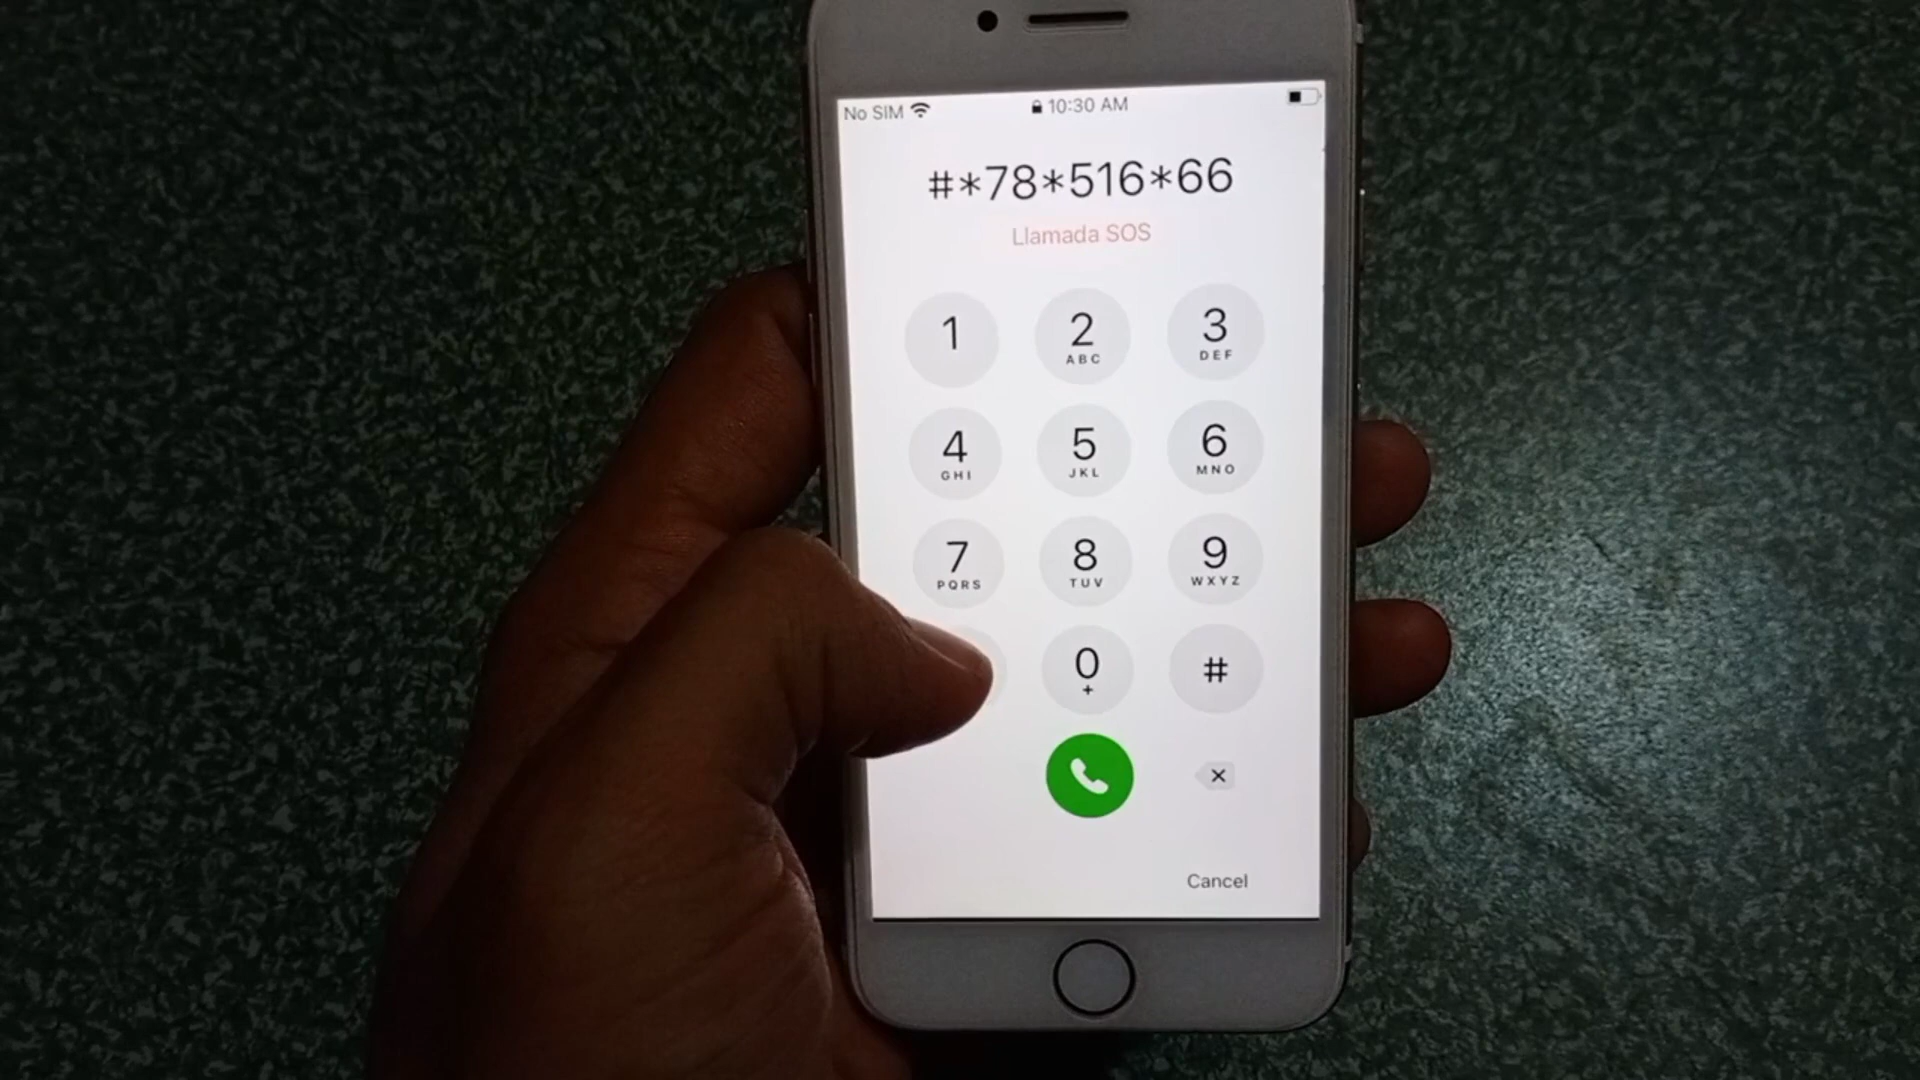 No SIM 10:30 AM
#*78*516*66
Llamada SOS
1 2 3
ABC DEF
4 5 6
GHI JKL MNO
7 8 9
PQRS TUV WXYZ
0 #
+
Cancel